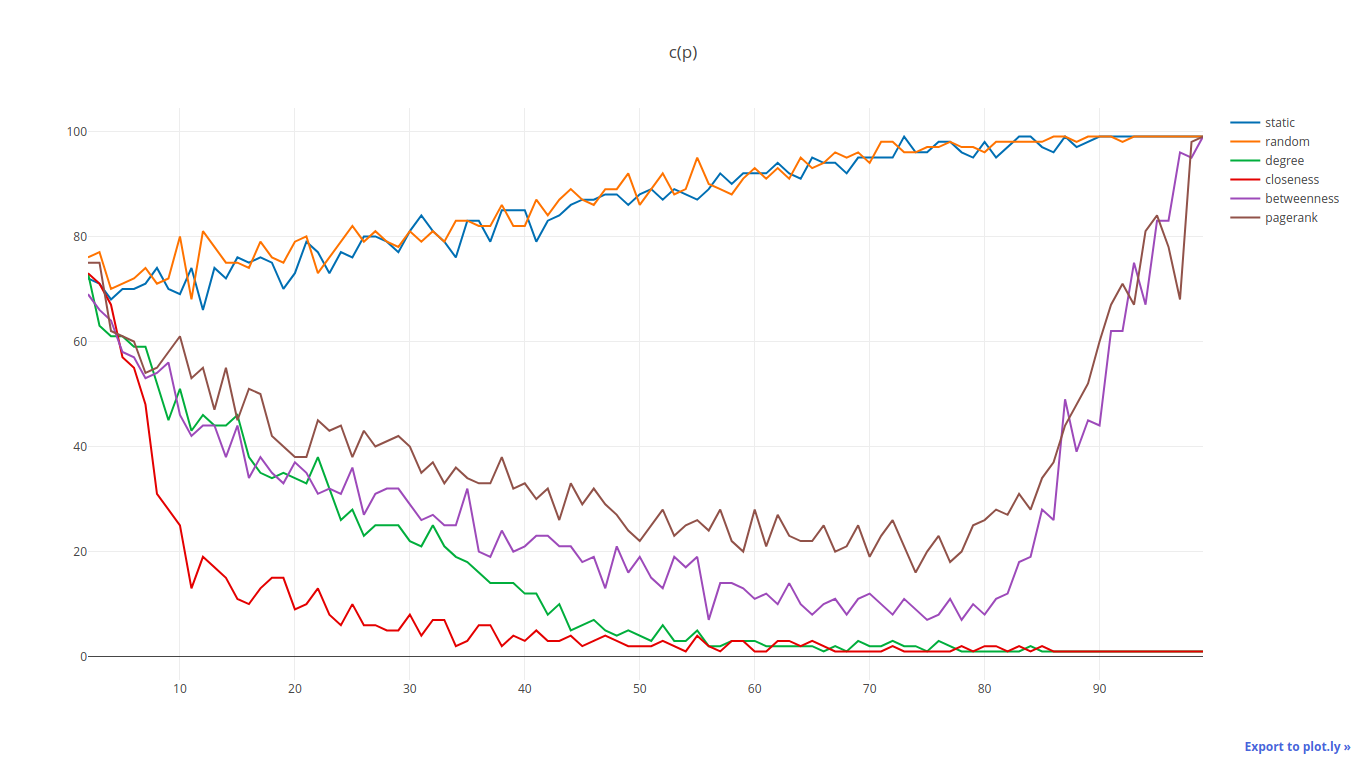 c(p)
100
80
60
40
20
0
10 20 30 40 50 60 70 80 90
static
random
degree
closeness
betweenness
pagerank
Export to plot.ly »